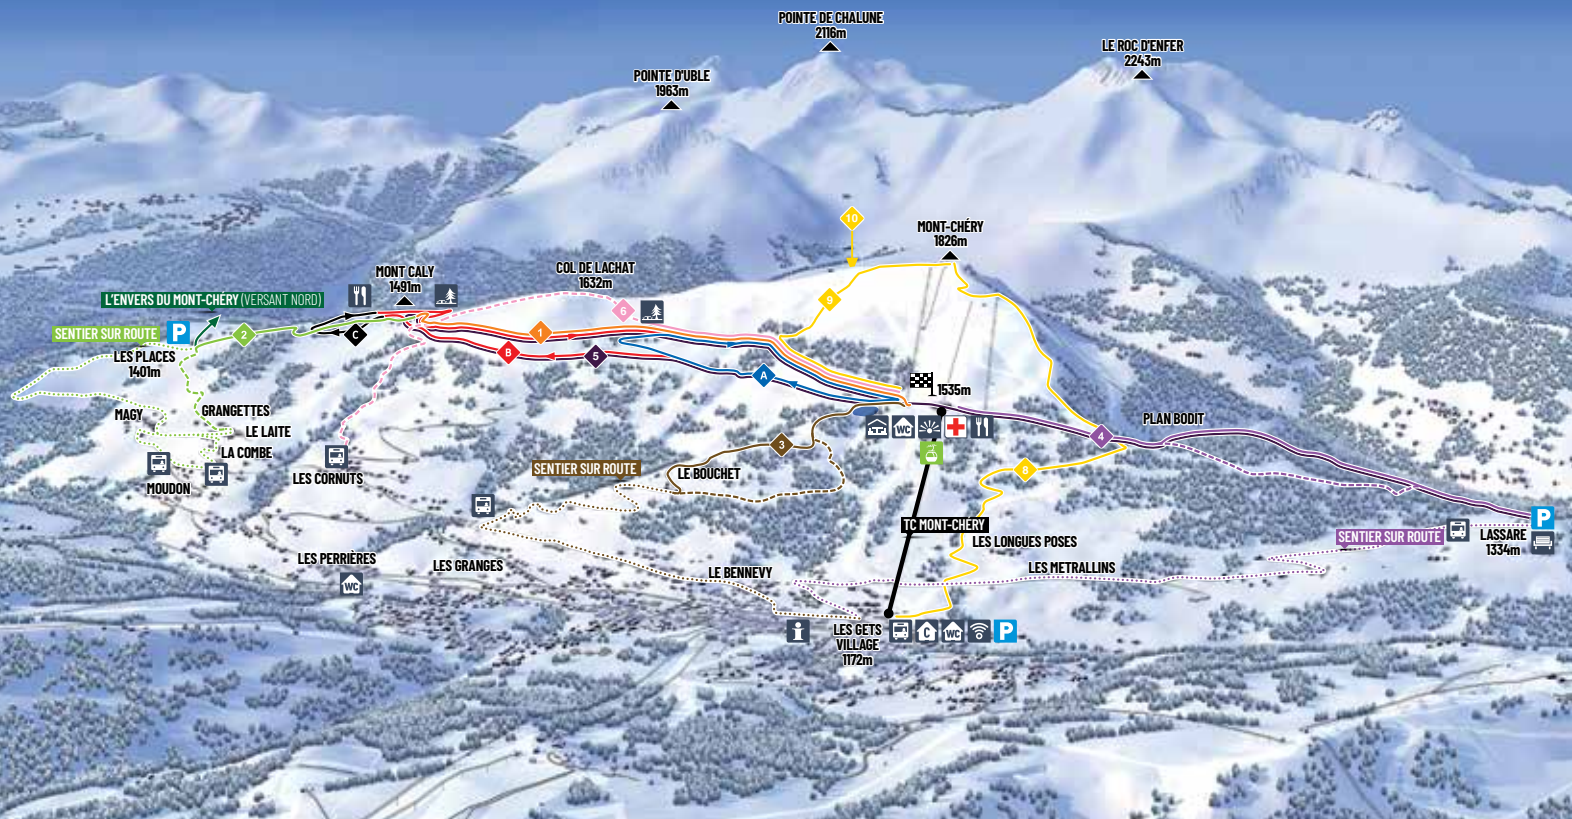 POINTE DE CHALUNE
2116m
LE ROC D'ENFER
2243m
POINTE D'UBLE
1963m
10
MONT-CHÉRY
1826m
COL DE LACHAT
1632m
MONT CALY
1491m
L'ENVERS DU MONT-CHÉRY (VERSANT NORD)
9
6
SENTIER SUR ROUTE
P
2
C
1
B
5
A
LES PLACES
1401m
1535m
MAGY
GRANGETTES
LE LAITE
LA COMBE
MOUDON
LES CORNUTS
WC
PLAN BODIT
4
3
SENTIER SUR ROUTE
LE BOUCHET
8
TC MONT-CHÉRY
LES LONGUES POSES
SENTIER SUR ROUTE
P
LASSARE
1334m
LES PERRIÈRES
WC
LES GRANGES
LE BENNEVY
LES METRALLINS
i
LES GETS
VILLAGE
1172m
C
WC
P